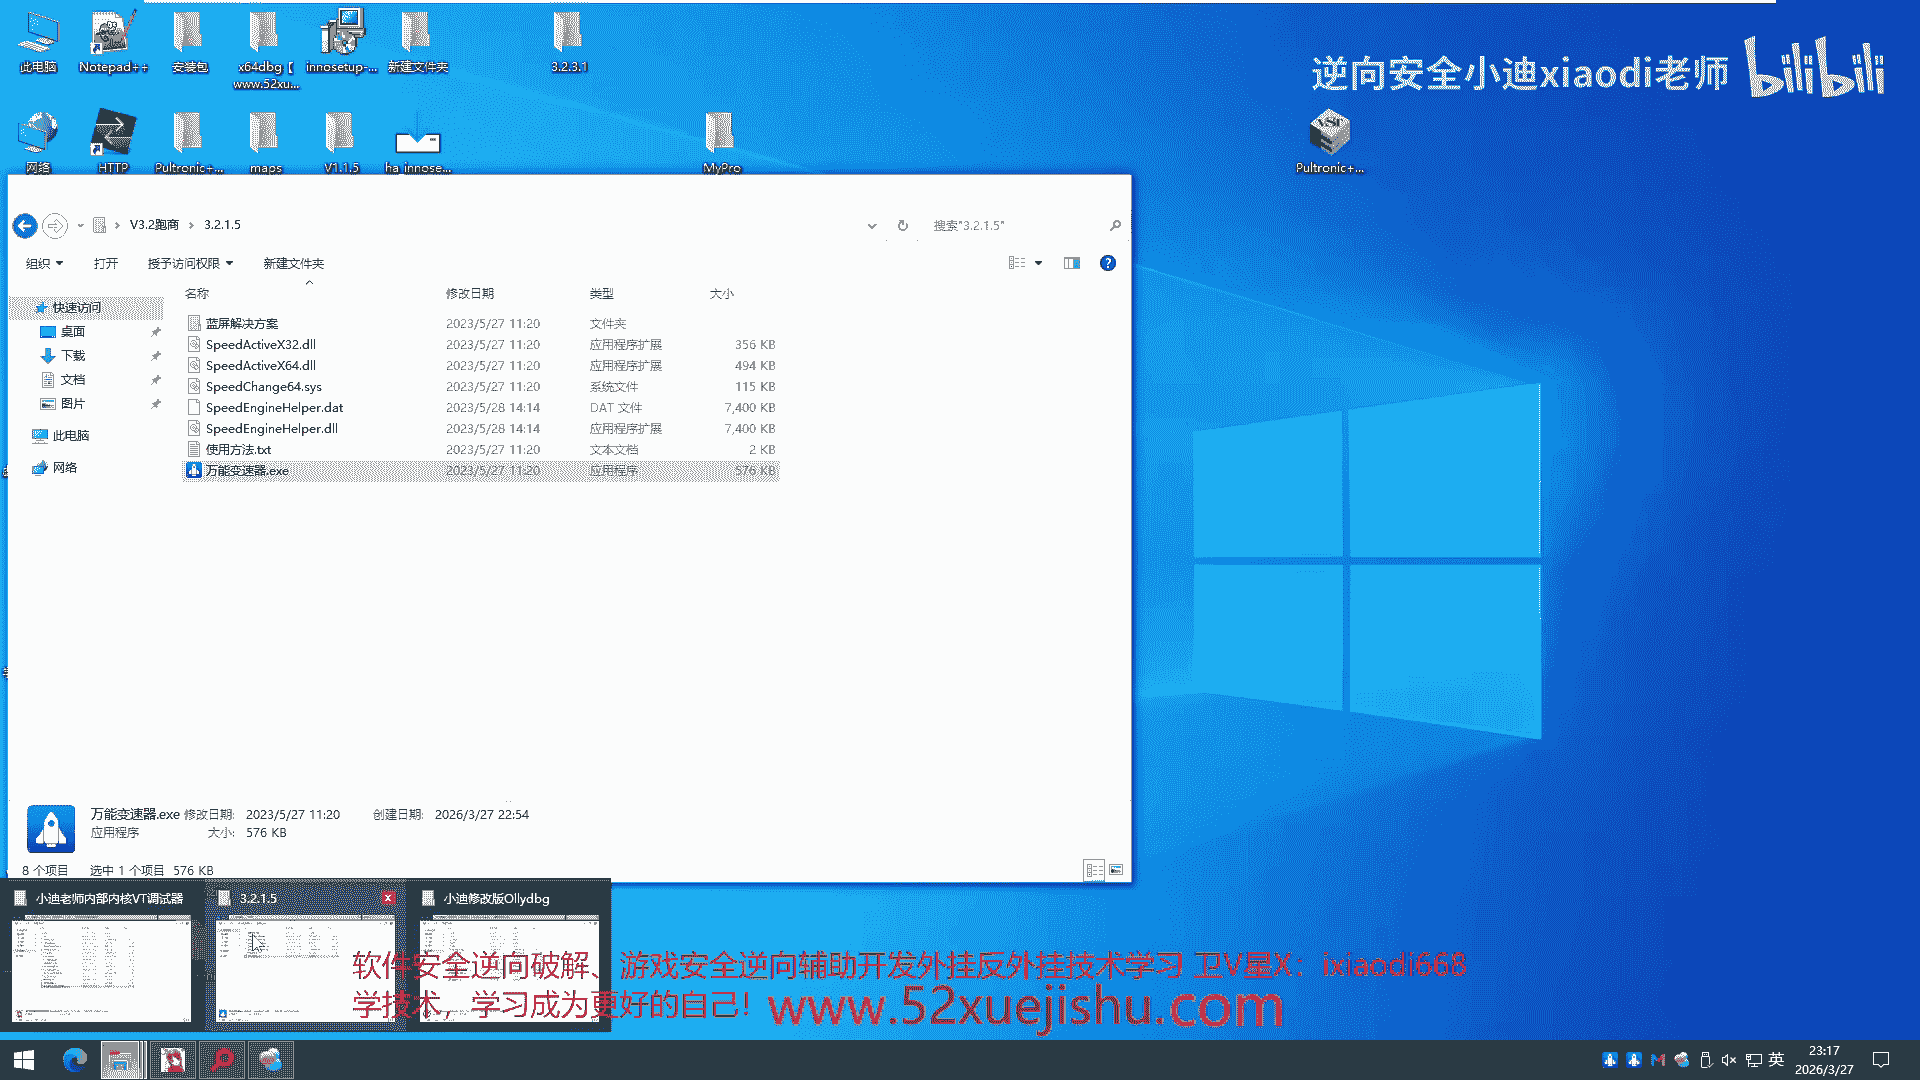 此电脑
Notepad++
安装包
x64dbg【
www.52xu...
innosetup-...
新建文件夹
3.2.3.1
逆向安全小迪xiaodi老师
bilibili
网络
HTTP
Pultronic+...
maps
V1.1.5
ha_innose...
MyPro
Pultronic+...
V3.2跑商 › 3.2.1.5
搜索"3.2.1.5"
组织
打开
授予访问权限
新建文件夹
名称 修改日期 类型 大小
快速访问
桌面
下载
文档
图片
此电脑
网络
蓝屏解决方案 2023/5/27 11:20 文件夹
SpeedActiveX32.dll 2023/5/27 11:20 应用程序扩展 356 KB
SpeedActiveX64.dll 2023/5/27 11:20 应用程序扩展 494 KB
SpeedChange64.sys 2023/5/27 11:20 系统文件 115 KB
SpeedEngineHelper.dat 2023/5/28 14:14 DAT 文件 7,400 KB
SpeedEngineHelper.dll 2023/5/28 14:14 应用程序扩展 7,400 KB
使用方法.txt 2023/5/27 11:20 文本文档 2 KB
万能变速器.exe 2023/5/27 11:20 应用程序 576 KB
万能变速器.exe 修改日期: 2023/5/27 11:20 创建日期: 2026/3/27 22:54
应用程序 大小: 576 KB
8 个项目 选中 1 个项目 576 KB
小迪老师内部内核VT调试器
3.2.1.5
小迪修改版Ollydbg
软件安全逆向破解、游戏安全逆向辅助开发外挂反外挂技术学习 卫V星X：ixiaodi668
学技术，学习成为更好的自己！www.52xuejishu.com
英
23:17
2026/3/27